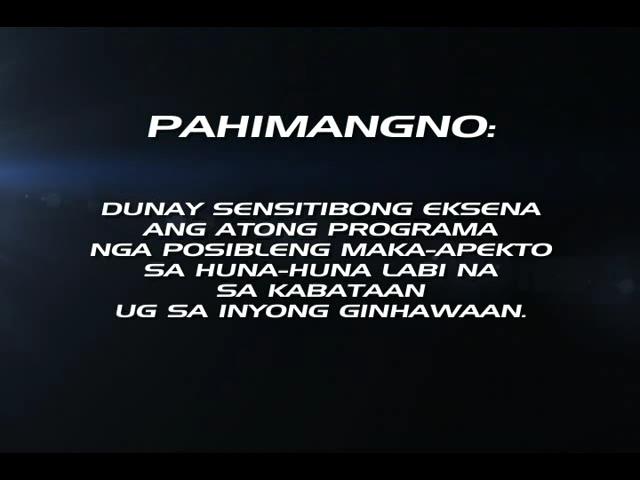 PAHIMANGNO:
DUNAY SENSITIBONG EKSENA
ANG ATONG PROGRAMA
NGA POSIBLENG MAKA-APEKTO
SA HUNA-HUNA LABI NA
SA KABATAAN
UG SA INYONG GINHAWAAN.